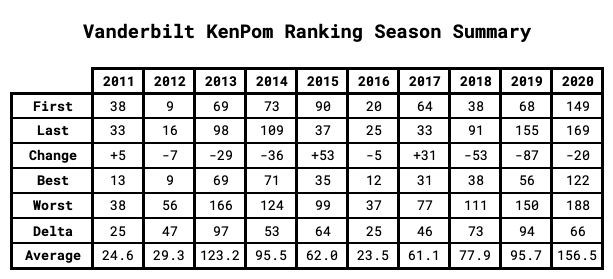 Vanderbilt KenPom Ranking Season Summary
2011 2012 2013 2014 2015 2016 2017 2018 2019 2020
First 38 9 69 73 90 20 64 38 68 149
Last 33 16 98 109 37 25 33 91 155 169
Change +5 -7 -29 -36 +53 -5 +31 -53 -87 -20
Best 13 9 69 71 35 12 31 38 56 122
Worst 38 56 166 124 99 37 77 111 150 188
Delta 25 47 97 53 64 25 46 73 94 66
Average 24.6 29.3 123.2 95.5 62.0 23.5 61.1 77.9 95.7 156.5